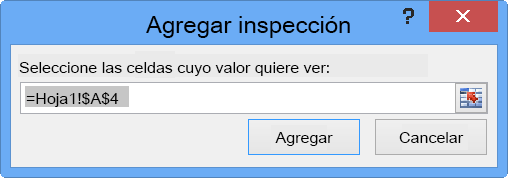 Agregar inspección
?
Seleccione las celdas cuyo valor quiere ver:
=Hoja1!$A$4
Agregar Cancelar